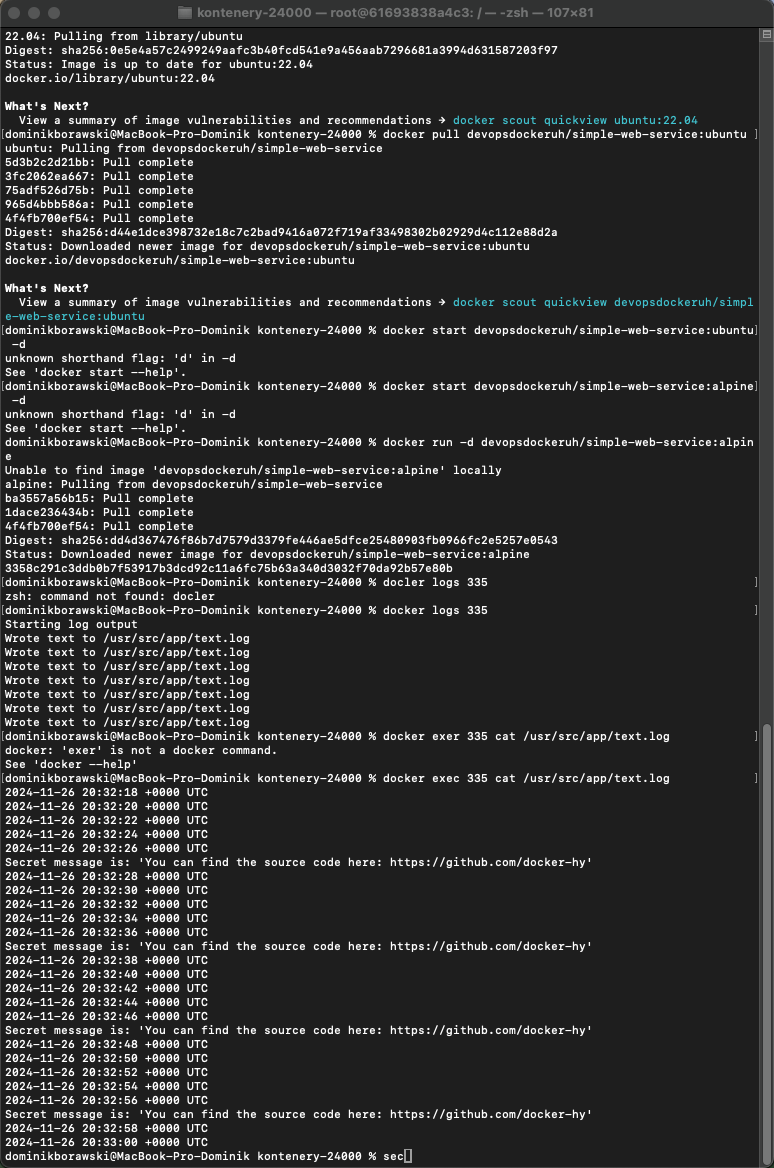 kontenery-24000 — root@61693838a4c3: / — -zsh — 107×81
22.04: Pulling from library/ubuntu
Digest: sha256:0e5e4a57c2499249aafc3b40fcd541e9a456aab7296681a3994d631587203f97
Status: Image is up to date for ubuntu:22.04
docker.io/library/ubuntu:22.04
What's Next?
  View a summary of image vulnerabilities and recommendations → docker scout quickview ubuntu:22.04
[dominikborawski@MacBook-Pro-Dominik kontenery-24000 % docker pull devopsdockeruh/simple-web-service:ubuntu ]
ubuntu: Pulling from devopsdockeruh/simple-web-service
5d3b2c2d21bb: Pull complete
3fc2062ea667: Pull complete
75adf526d75b: Pull complete
965d4bbb586a: Pull complete
4f4fb700ef54: Pull complete
Digest: sha256:d44e1dce398732e18c7c2bad9416a072f719af33498302b02929d4c112e88d2a
Status: Downloaded newer image for devopsdockeruh/simple-web-service:ubuntu
docker.io/devopsdockeruh/simple-web-service:ubuntu
What's Next?
  View a summary of image vulnerabilities and recommendations → docker scout quickview devopsdockeruh/simpl
e-web-service:ubuntu
[dominikborawski@MacBook-Pro-Dominik kontenery-24000 % docker start devopsdockeruh/simple-web-service:ubuntu]
 -d
unknown shorthand flag: 'd' in -d
See 'docker start --help'.
[dominikborawski@MacBook-Pro-Dominik kontenery-24000 % docker start devopsdockeruh/simple-web-service:alpine]
 -d
unknown shorthand flag: 'd' in -d
See 'docker start --help'.
dominikborawski@MacBook-Pro-Dominik kontenery-24000 % docker run -d devopsdockeruh/simple-web-service:alpin
e
Unable to find image 'devopsdockeruh/simple-web-service:alpine' locally
alpine: Pulling from devopsdockeruh/simple-web-service
ba3557a56b15: Pull complete
1dace236434b: Pull complete
4f4fb700ef54: Pull complete
Digest: sha256:dd4d367476f86b7d7579d3379fe446ae5dfce25480903fb0966fc2e5257e0543
Status: Downloaded newer image for devopsdockeruh/simple-web-service:alpine
3358c291c3ddb0b7f53917b3dcd92c11a6fc75b63a340d3032f70da92b57e80b
[dominikborawski@MacBook-Pro-Dominik kontenery-24000 % docler logs 335 ]
zsh: command not found: docler
[dominikborawski@MacBook-Pro-Dominik kontenery-24000 % docker logs 335 ]
Starting log output
Wrote text to /usr/src/app/text.log
Wrote text to /usr/src/app/text.log
Wrote text to /usr/src/app/text.log
Wrote text to /usr/src/app/text.log
Wrote text to /usr/src/app/text.log
Wrote text to /usr/src/app/text.log
Wrote text to /usr/src/app/text.log
[dominikborawski@MacBook-Pro-Dominik kontenery-24000 % docker exer 335 cat /usr/src/app/text.log ]
docker: 'exer' is not a docker command.
See 'docker --help'
[dominikborawski@MacBook-Pro-Dominik kontenery-24000 % docker exec 335 cat /usr/src/app/text.log ]
2024-11-26 20:32:18 +0000 UTC
2024-11-26 20:32:20 +0000 UTC
2024-11-26 20:32:22 +0000 UTC
2024-11-26 20:32:24 +0000 UTC
2024-11-26 20:32:26 +0000 UTC
Secret message is: 'You can find the source code here: https://github.com/docker-hy'
2024-11-26 20:32:28 +0000 UTC
2024-11-26 20:32:30 +0000 UTC
2024-11-26 20:32:32 +0000 UTC
2024-11-26 20:32:34 +0000 UTC
2024-11-26 20:32:36 +0000 UTC
Secret message is: 'You can find the source code here: https://github.com/docker-hy'
2024-11-26 20:32:38 +0000 UTC
2024-11-26 20:32:40 +0000 UTC
2024-11-26 20:32:42 +0000 UTC
2024-11-26 20:32:44 +0000 UTC
2024-11-26 20:32:46 +0000 UTC
Secret message is: 'You can find the source code here: https://github.com/docker-hy'
2024-11-26 20:32:48 +0000 UTC
2024-11-26 20:32:50 +0000 UTC
2024-11-26 20:32:52 +0000 UTC
2024-11-26 20:32:54 +0000 UTC
2024-11-26 20:32:56 +0000 UTC
Secret message is: 'You can find the source code here: https://github.com/docker-hy'
2024-11-26 20:32:58 +0000 UTC
2024-11-26 20:33:00 +0000 UTC
dominikborawski@MacBook-Pro-Dominik kontenery-24000 % sec